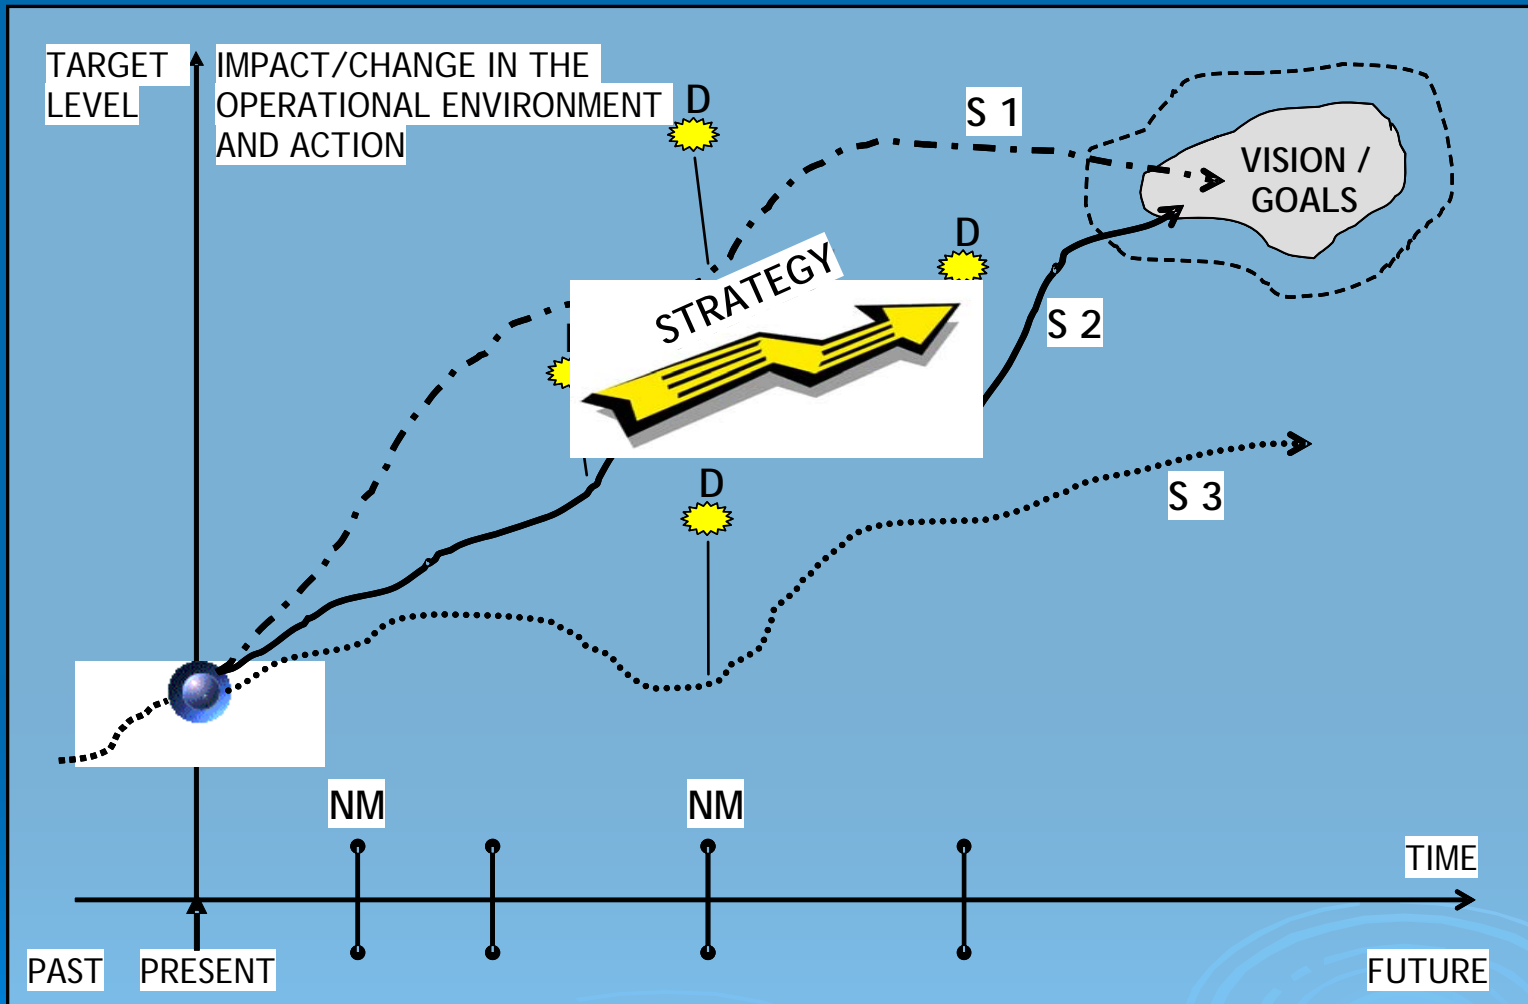 TARGET
LEVEL
IMPACT/CHANGE IN THE
OPERATIONAL ENVIRONMENT
AND ACTION
D
S 1
VISION /
GOALS
D
STRATEGY
S 2
D
S 3
NM
NM
TIME
PAST
PRESENT
FUTURE